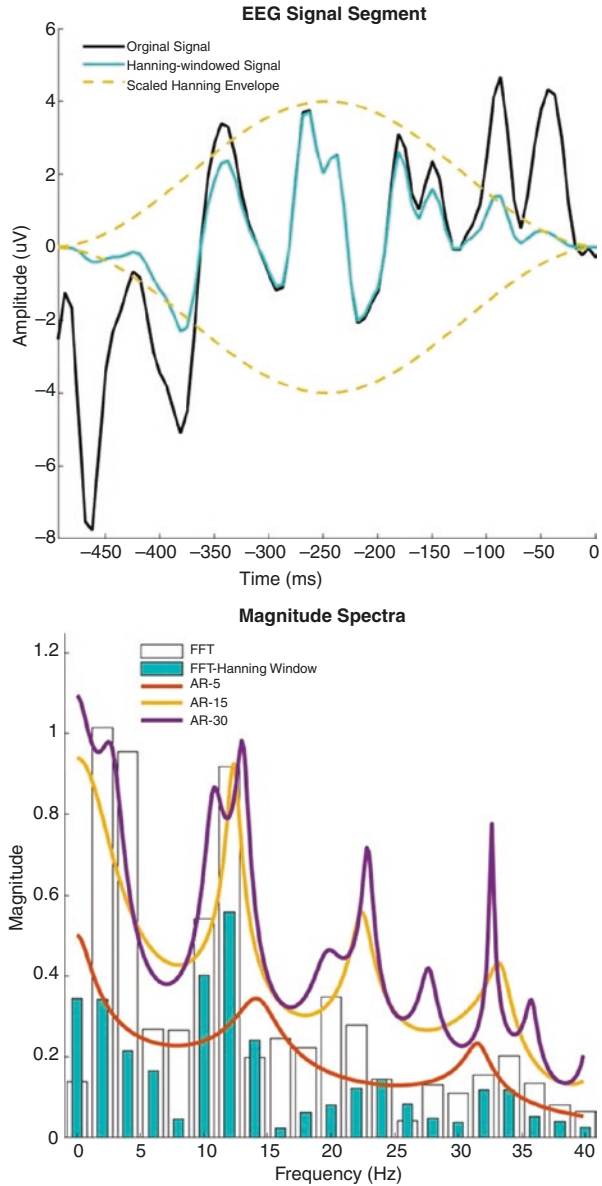 EEG Signal Segment
Orginal Signal
Hanning-windowed Signal
Scaled Hanning Envelope
Amplitude (uV)
6
4
2
0
−2
−4
−6
−8
−450 −400 −350 −300 −250 −200 −150 −100 −50 0
Time (ms)
Magnitude Spectra
FFT
FFT-Hanning Window
AR-5
AR-15
AR-30
Magnitude
1.2
1
0.8
0.6
0.4
0.2
0
0 5 10 15 20 25 30 35 40
Frequency (Hz)